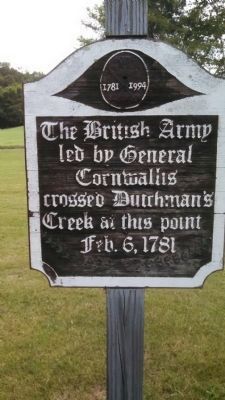 1781 1994
The British Army
led by General
Cornwallis
crossed Dutchman's
Creek at this point
Feb. 6, 1781